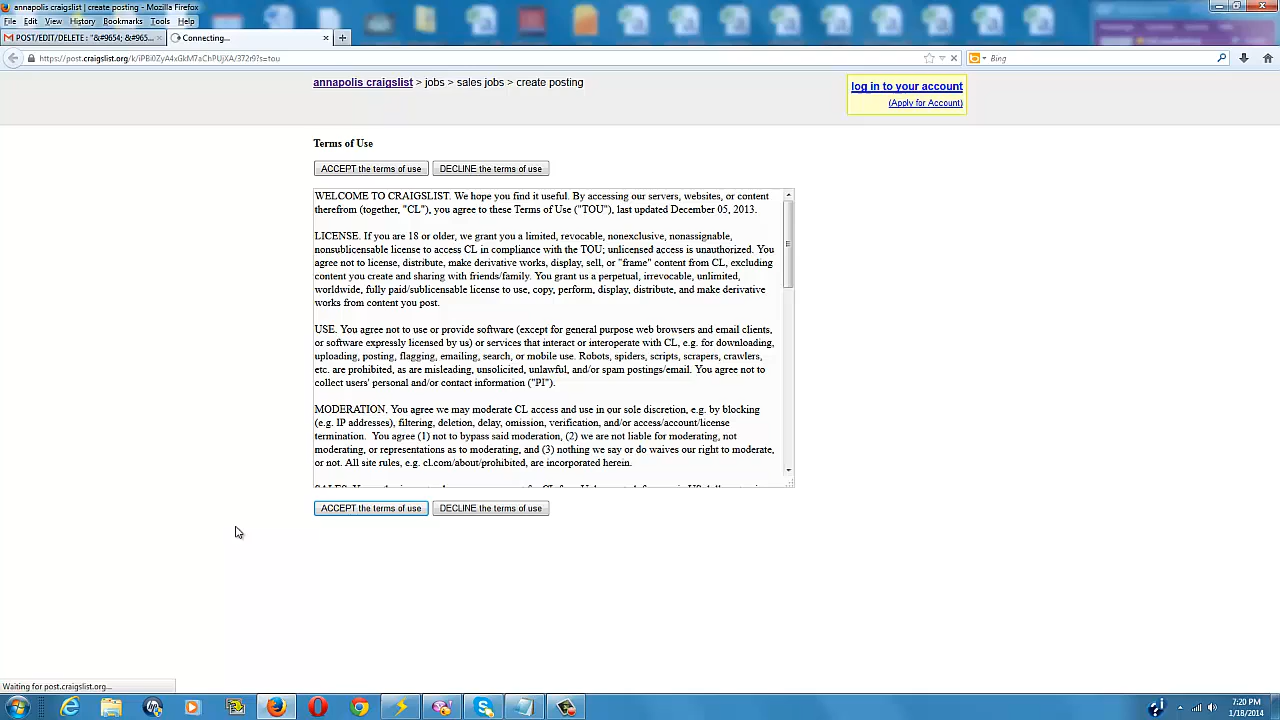 annapolis craigslist | create posting - Mozilla Firefox
File Edit View History Bookmarks Tools Help
POST/EDIT/DELETE : "&#9654; &#965... Connecting...
https://post.craigslist.org/k/iPBi0ZyA4xGkM7aChPUjXA/372r9?s=tou
Bing
annapolis craigslist > jobs > sales jobs > create posting
log in to your account
(Apply for Account)
Terms of Use
ACCEPT the terms of use DECLINE the terms of use
WELCOME TO CRAIGSLIST. We hope you find it useful. By accessing our servers, websites, or content
therefrom (together, "CL"), you agree to these Terms of Use ("TOU"), last updated December 05, 2013.
LICENSE. If you are 18 or older, we grant you a limited, revocable, nonexclusive, nonassignable,
nonsublicensable license to access CL in compliance with the TOU; unlicensed access is unauthorized. You
agree not to license, distribute, make derivative works, display, sell, or "frame" content from CL, excluding
content you create and sharing with friends/family. You grant us a perpetual, irrevocable, unlimited,
worldwide, fully paid/sublicensable license to use, copy, perform, display, distribute, and make derivative
works from content you post.
USE. You agree not to use or provide software (except for general purpose web browsers and email clients,
or software expressly licensed by us) or services that interact or interoperate with CL, e.g. for downloading,
uploading, posting, flagging, emailing, search, or mobile use. Robots, spiders, scripts, scrapers, crawlers,
etc. are prohibited, as are misleading, unsolicited, unlawful, and/or spam postings/email. You agree not to
collect users' personal and/or contact information ("PI").
MODERATION. You agree we may moderate CL access and use in our sole discretion, e.g. by blocking
(e.g. IP addresses), filtering, deletion, delay, omission, verification, and/or access/account/license
termination. You agree (1) not to bypass said moderation, (2) we are not liable for moderating, not
moderating, or representations as to moderating, and (3) nothing we say or do waives our right to moderate,
or not. All site rules, e.g. cl.com/about/prohibited, are incorporated herein.
ACCEPT the terms of use DECLINE the terms of use
Waiting for post.craigslist.org...
7:20 PM
1/18/2014